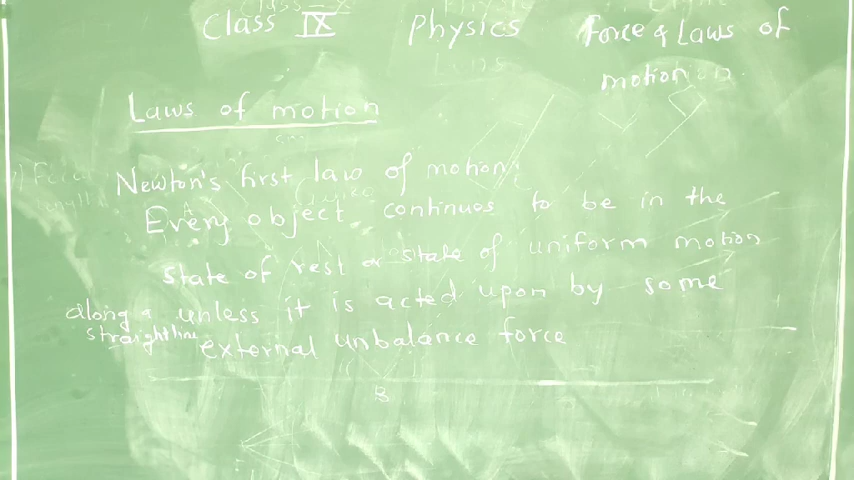 Class IX Physics Force & Laws of
motion
Laws of motion
Newton's first law of motion:
Every object continues to be in the
state of rest or state of uniform motion
along a unless it is acted upon by some
straightline external unbalance force
B